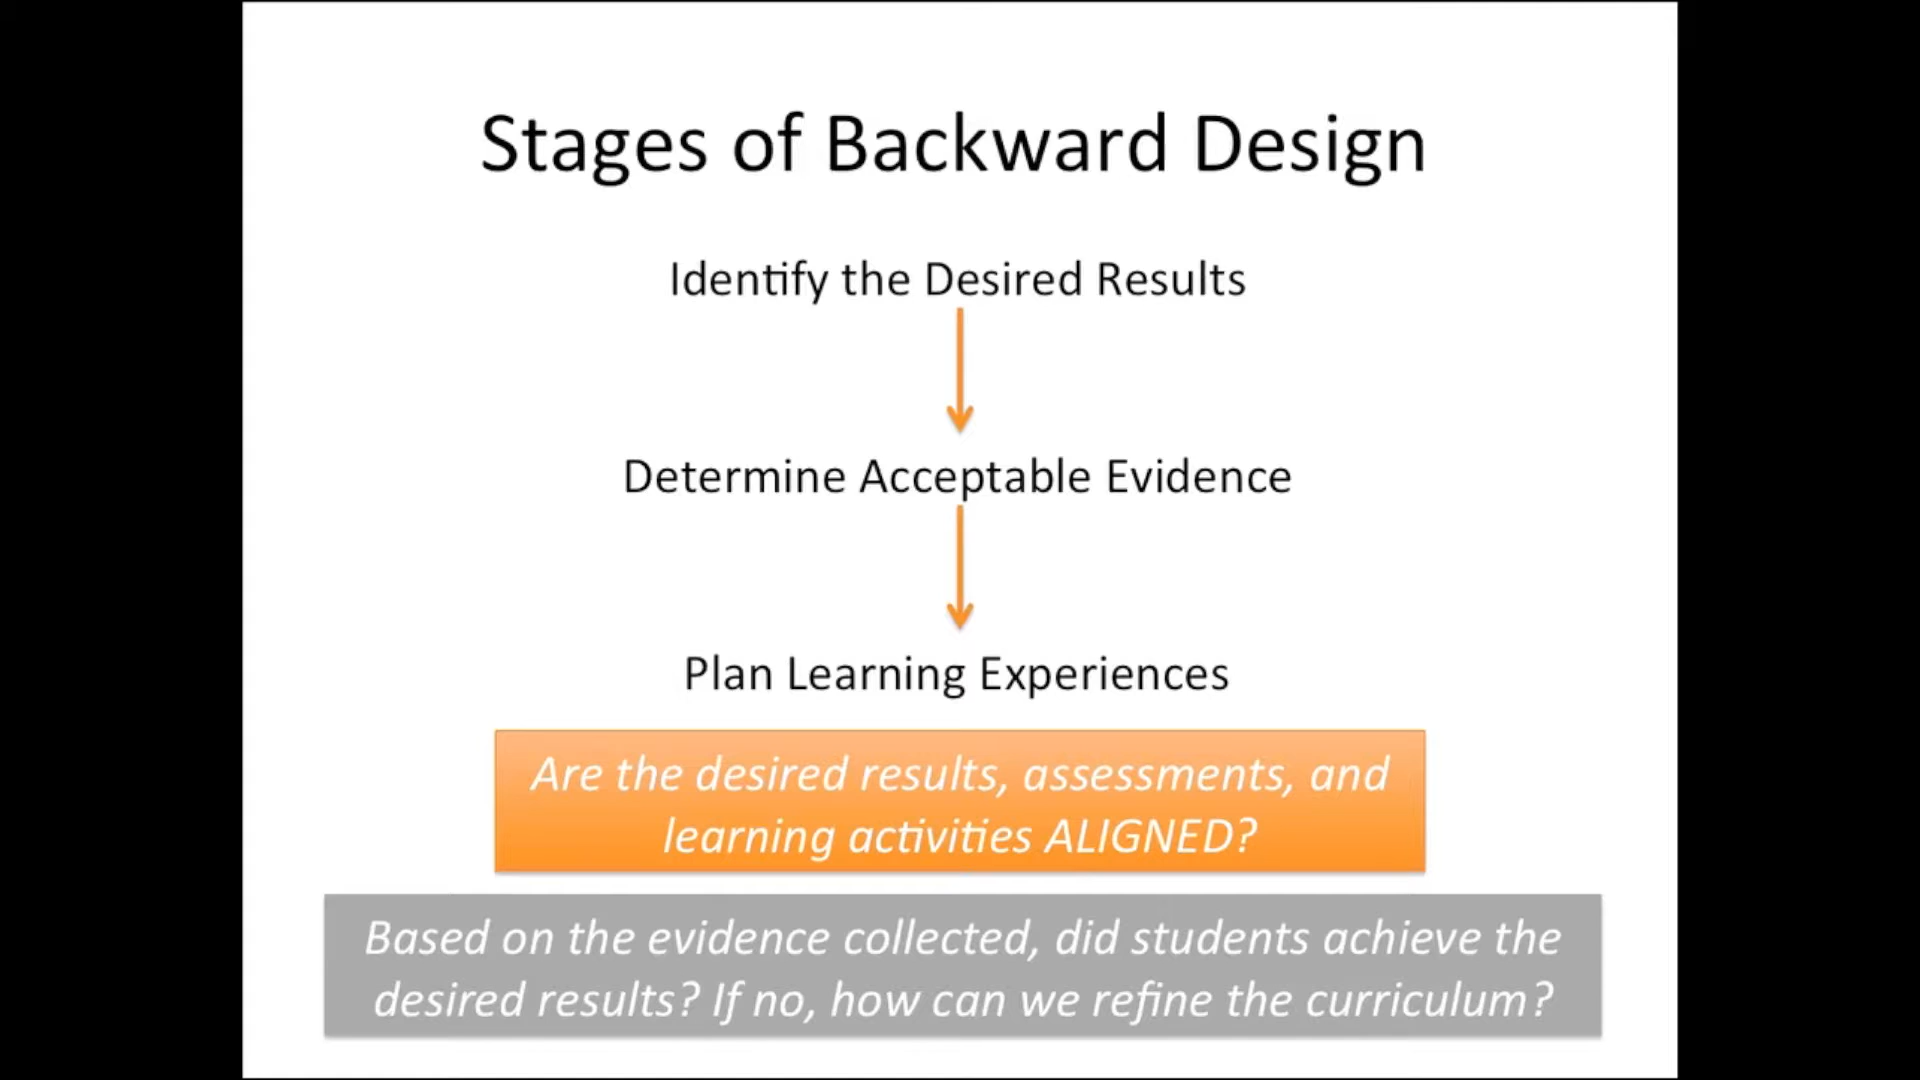 Stages of Backward Design
Identify the Desired Results
Determine Acceptable Evidence
Plan Learning Experiences
Are the desired results, assessments, and
learning activities ALIGNED?
Based on the evidence collected, did students achieve the
desired results? If no, how can we refine the curriculum?